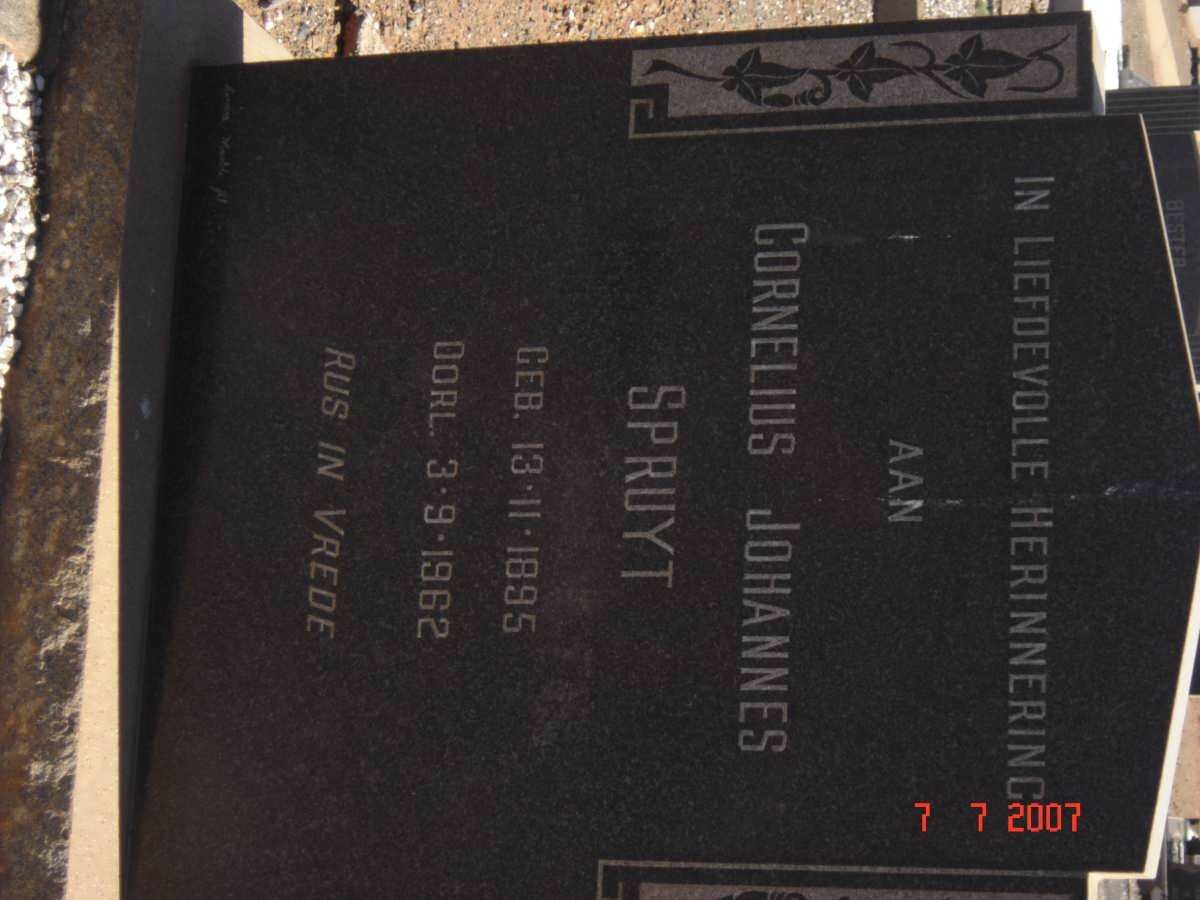 IN LIEFDEVOLLE HERINNERING
AAN
CORNELIUS JOHANNES
SPRUYT
GEB. 13·11·1895
OORL. 3·9·1962
RUS IN VREDE
7 7 2007
BESTER